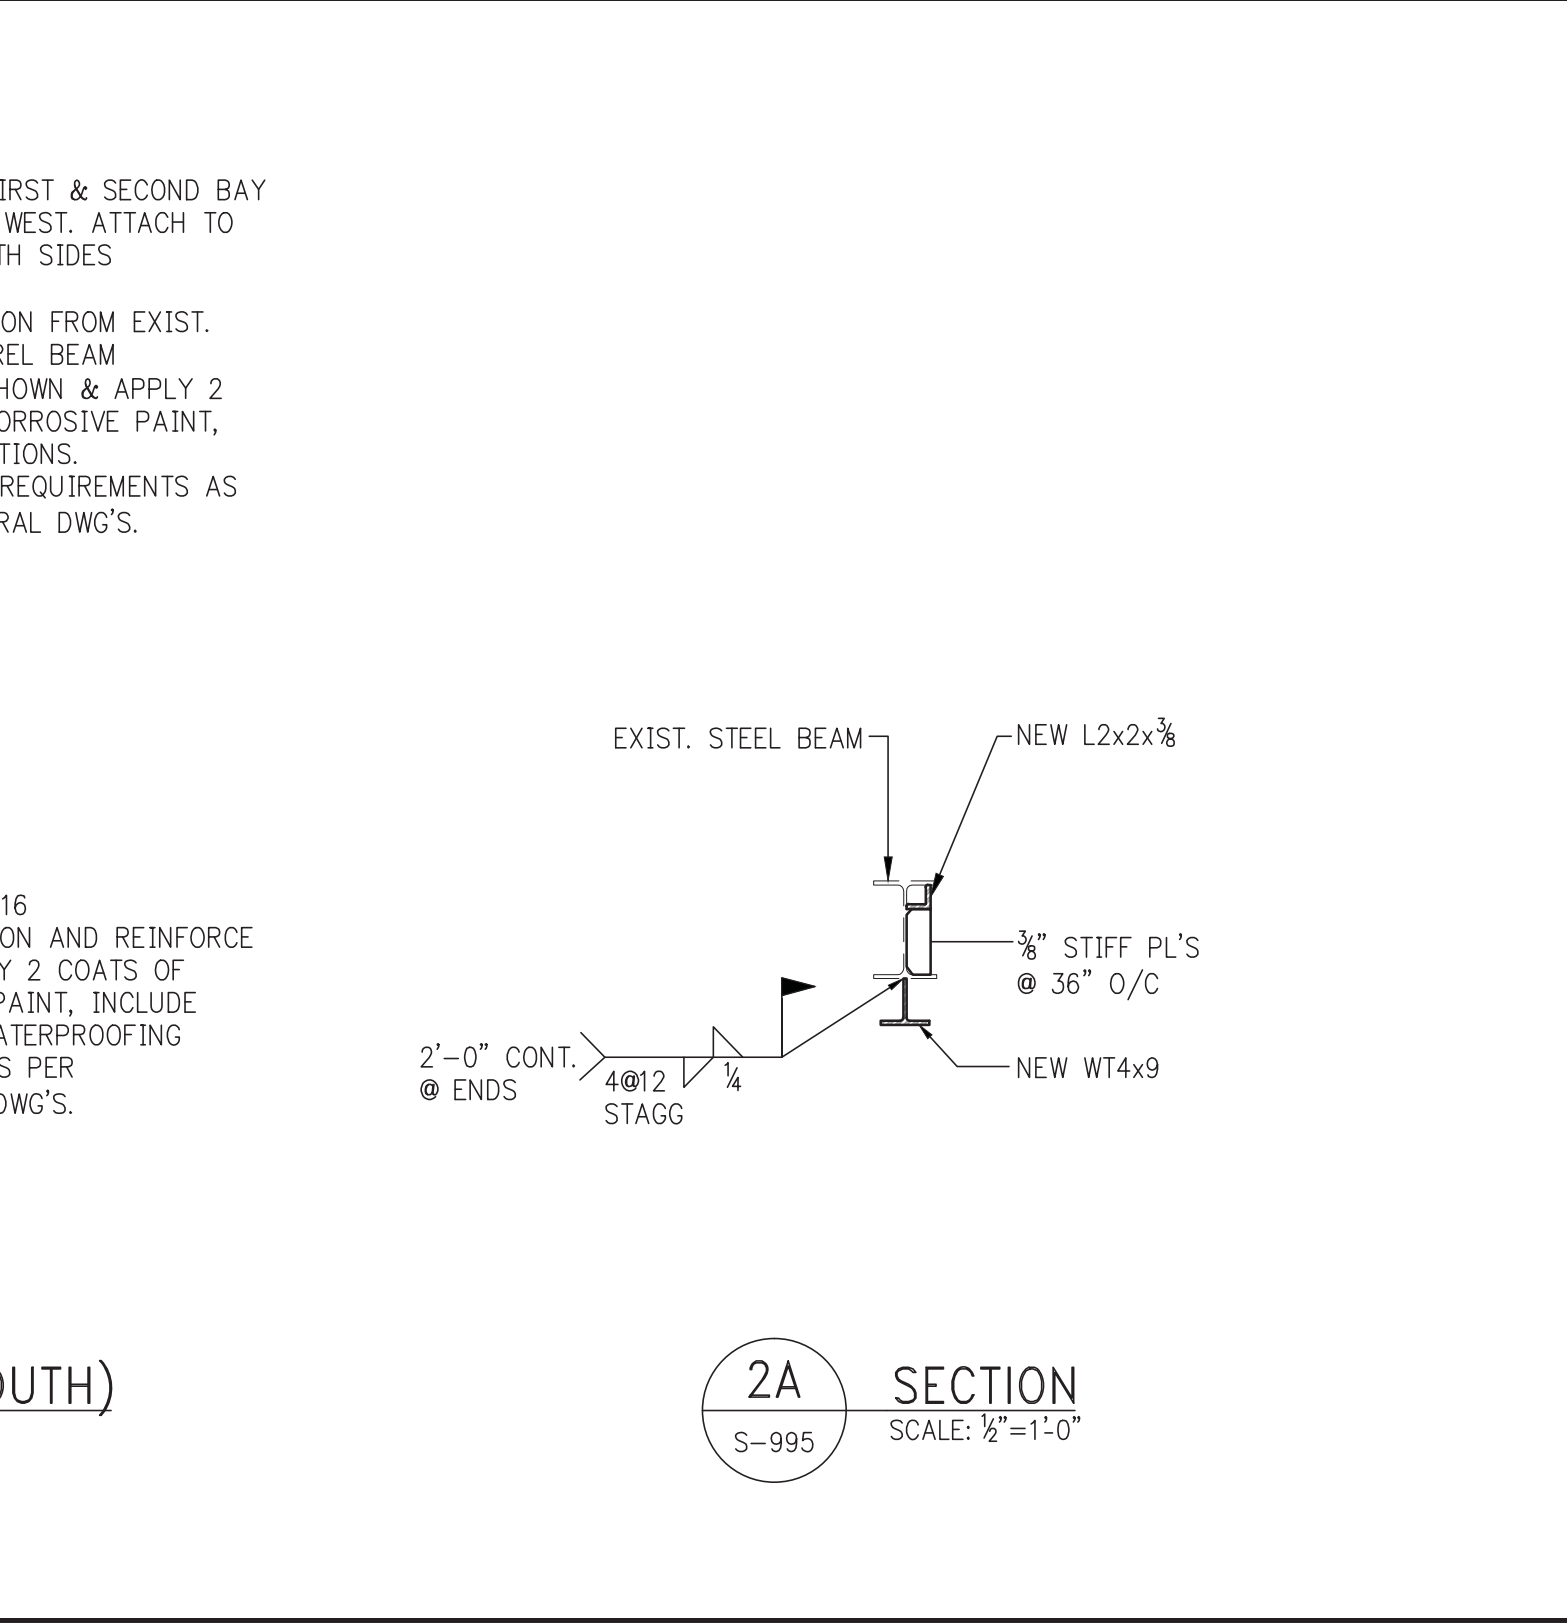 IRST & SECOND BAY
WEST. ATTACH TO
TH SIDES
ON FROM EXIST.
REL BEAM
HOWN & APPLY 2
ORROSIVE PAINT,
TIONS.
REQUIREMENTS AS
RAL DWG'S.
EXIST. STEEL BEAM
NEW L2x2x⅜
16
ON AND REINFORCE
Y 2 COATS OF
PAINT, INCLUDE
ATERPROOFING
S PER
DWG'S.
⅜" STIFF PL'S
@ 36" O/C
2'-0" CONT.
@ ENDS
4@12
STAGG
¼
NEW WT4x9
OUTH)
2A
S-995
SECTION
SCALE: ½"=1'-0"